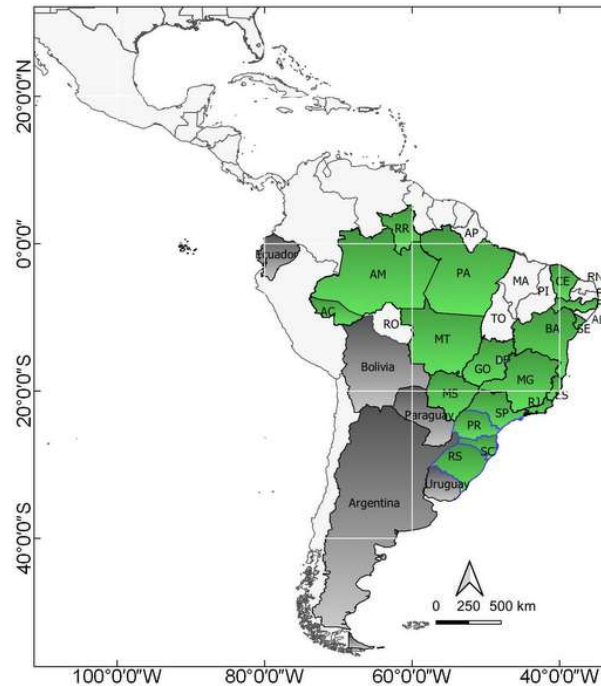 20°0'0"N
0°0'0"
20°0'0"S
40°0'0"S
RR
AP
Ecuador
AM
PA
MA
CE
RN
PI
AC
RO
TO
BA
SE
AL
MT
DF
GO
Bolivia
MG
MS
ES
SP
RJ
Paraguay
PR
SC
RS
Uruguay
Argentina
0 250 500 km
100°0'0"W 80°0'0"W 60°0'0"W 40°0'0"W